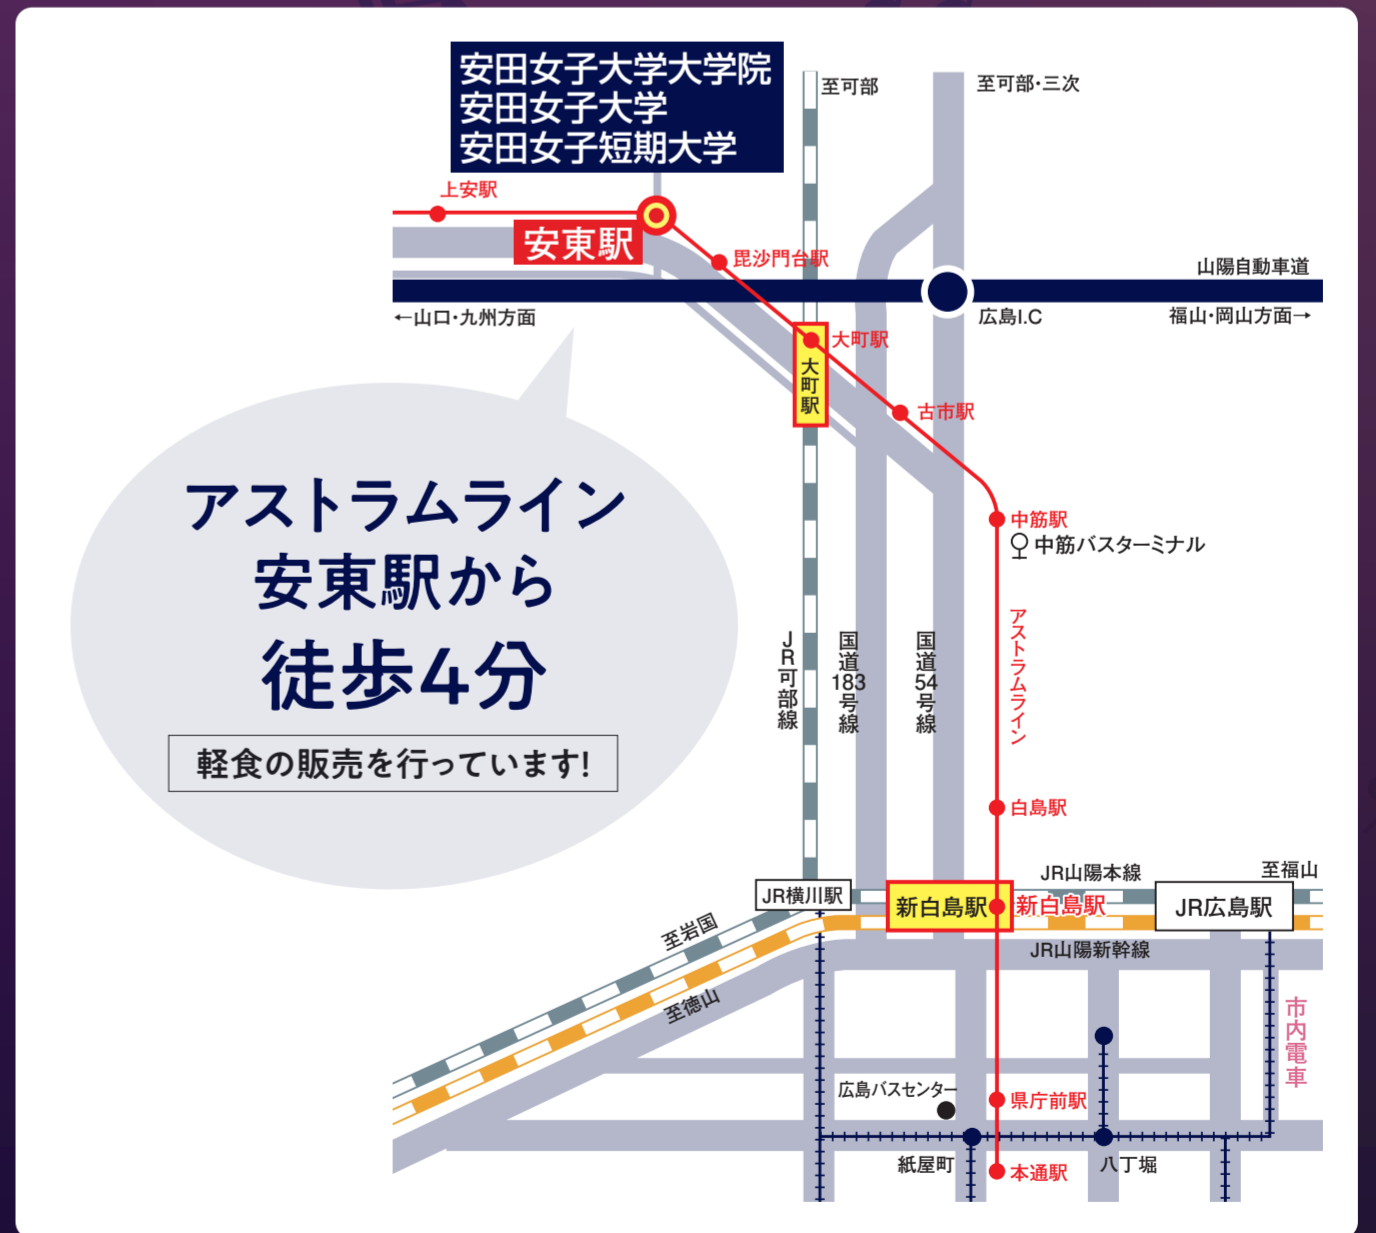 安田女子大学大学院
安田女子大学
安田女子短期大学
至可部
至可部・三次
上安駅
安東駅
毘沙門台駅
山陽自動車道
←山口・九州方面
広島I.C
福山・岡山方面→
大町駅
大町駅
古市駅
アストラムライン
安東駅から
徒歩4分
軽食の販売を行っています!
中筋駅
中筋バスターミナル
JR可部線
国道183号線
国道54号線
アストラムライン
白島駅
JR山陽本線
至福山
JR横川駅
新白島駅
新白島駅
JR広島駅
至岩国
JR山陽新幹線
至徳山
市内電車
広島バスセンター
県庁前駅
紙屋町
八丁堀
本通駅